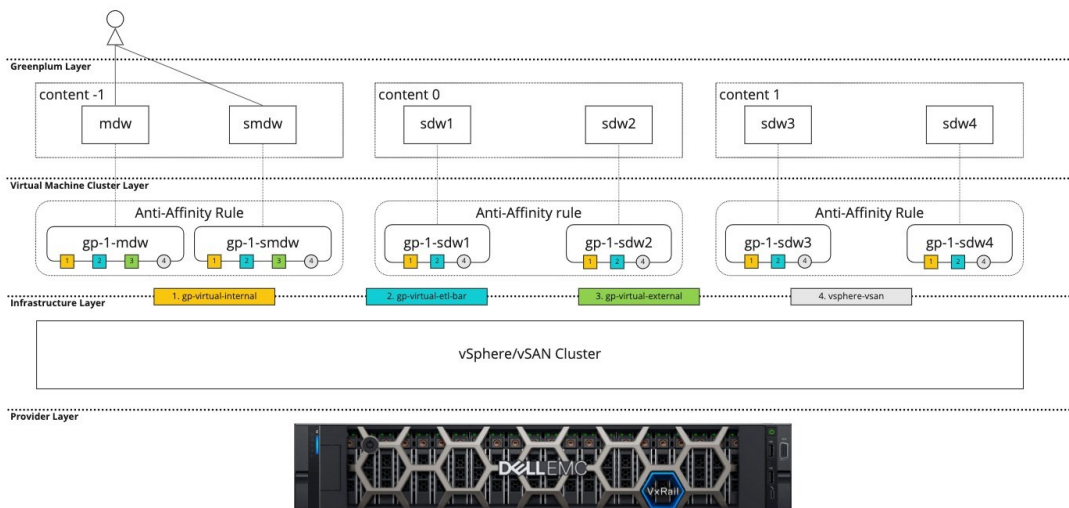 Greenplum Layer
content -1
mdw
smdw
content 0
sdw1
sdw2
content 1
sdw3
sdw4
Virtual Machine Cluster Layer
Anti-Affinity Rule
gp-1-mdw
1 2 3 4
gp-1-smdw
1 2 3 4
Anti-Affinity rule
gp-1-sdw1
1 2 4
gp-1-sdw2
1 2 4
Anti-Affinity Rule
gp-1-sdw3
1 2 4
gp-1-sdw4
1 2 4
1. gp-virtual-internal
2. gp-virtual-etl-bar
3. gp-virtual-external
4. vsphere-vsan
Infrastructure Layer
vSphere/vSAN Cluster
Provider Layer
DELLEMC
VxRail